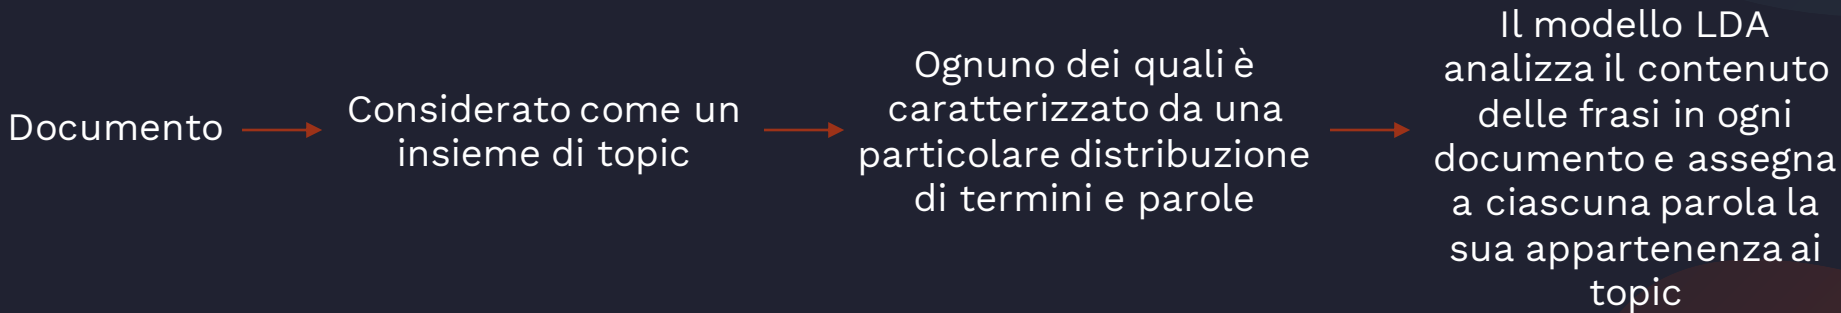 Documento
Considerato come un
insieme di topic
Ognuno dei quali è
caratterizzato da una
particolare distribuzione
di termini e parole
Il modello LDA
analizza il contenuto
delle frasi in ogni
documento e assegna
a ciascuna parola la
sua appartenenza ai
topic